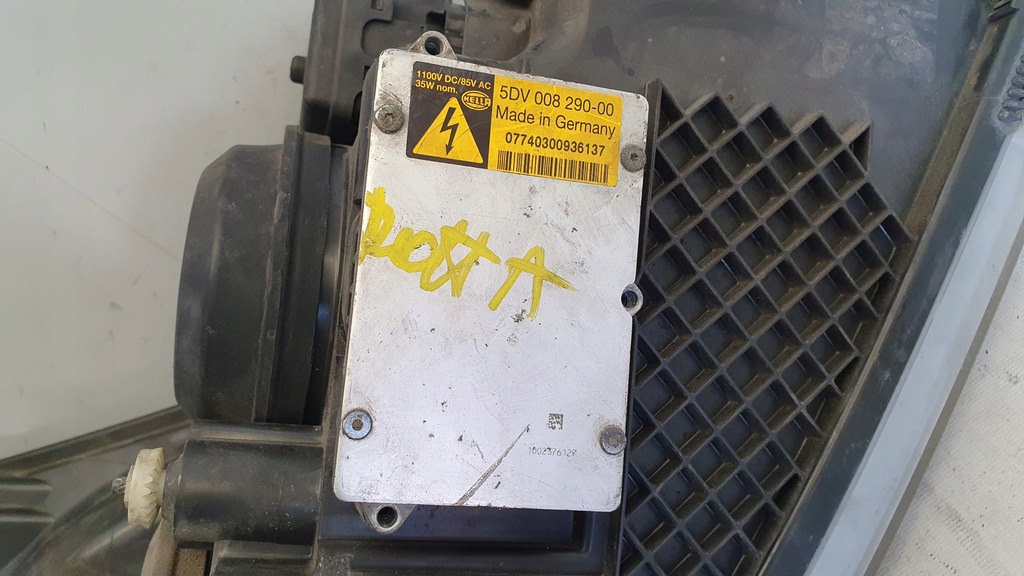 1100V DC/85V AC
35W nom.
HELLA
5DV 008 290-00
Made in Germany
07740300936137